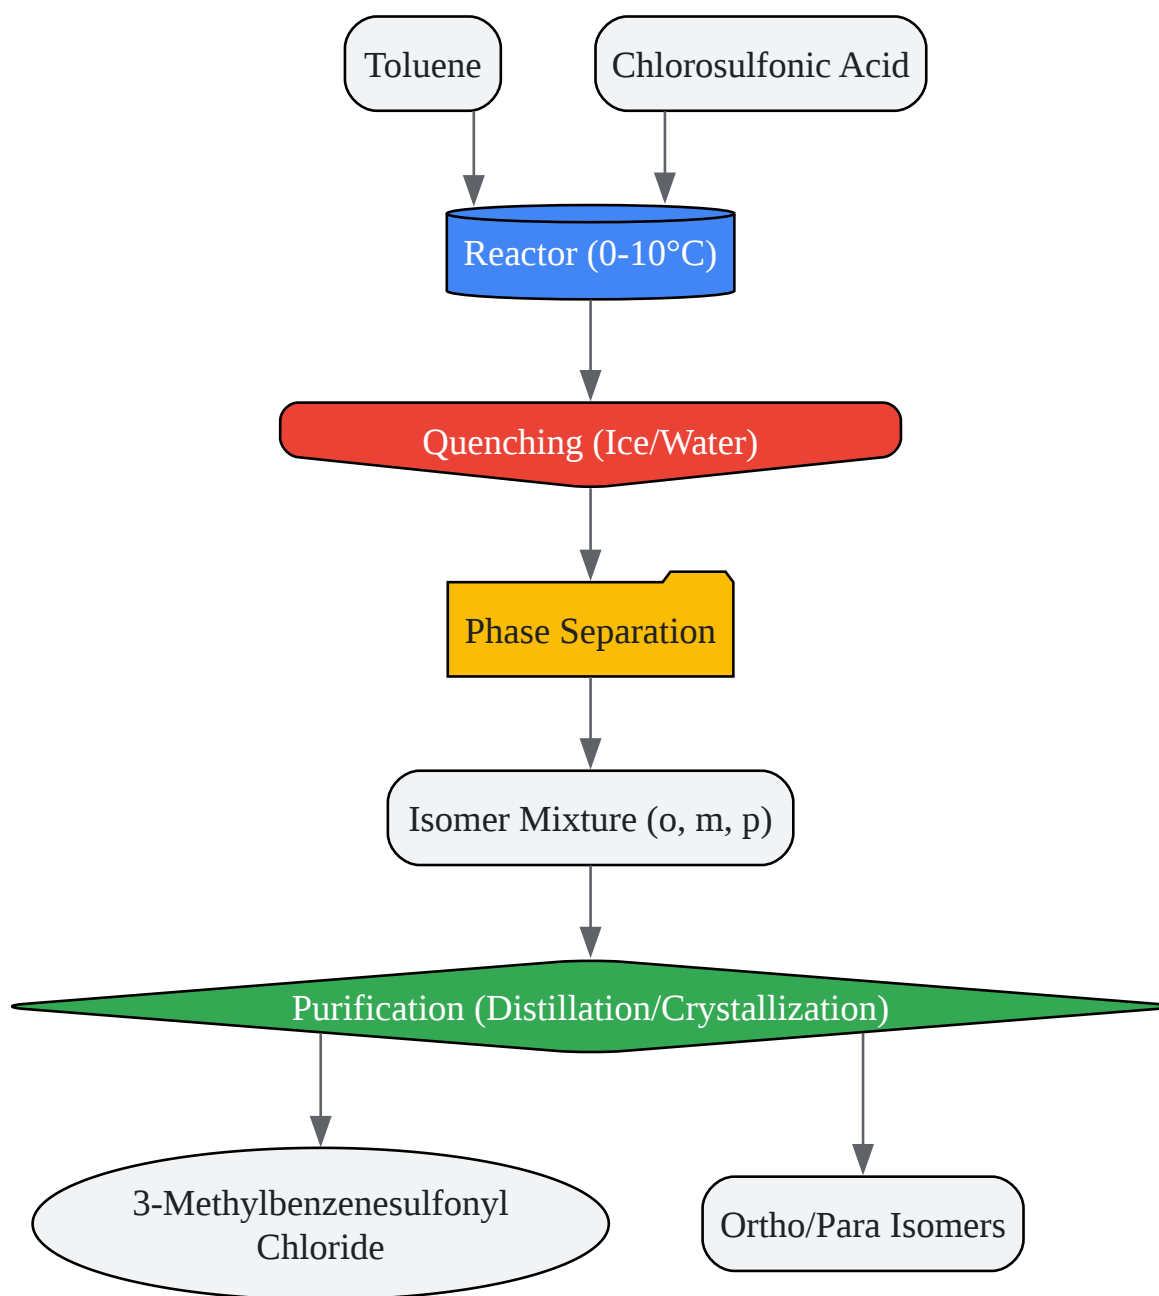 Toluene
Chlorosulfonic Acid
Reactor (0-10°C)
Quenching (Ice/Water)
Phase Separation
Isomer Mixture (o, m, p)
Purification (Distillation/Crystallization)
3-Methylbenzenesulfonyl
Chloride
Ortho/Para Isomers